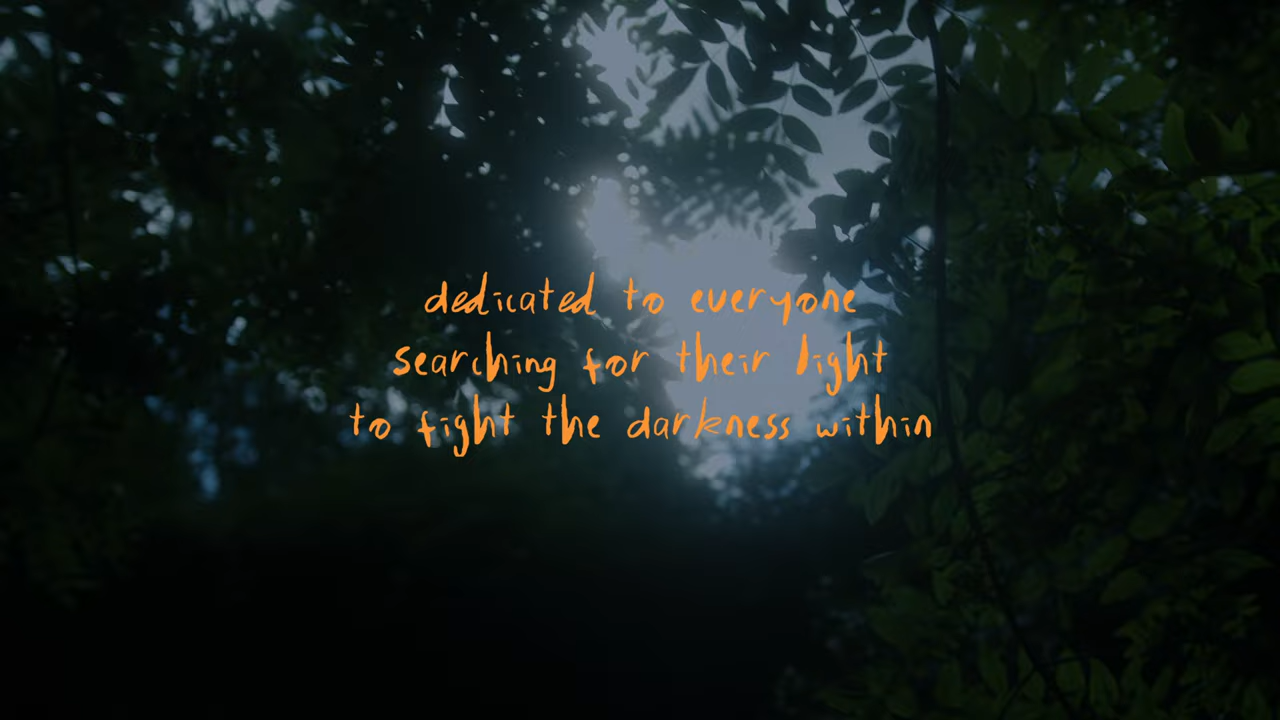 dedicated to everyone
searching for their light
to fight the darkness within